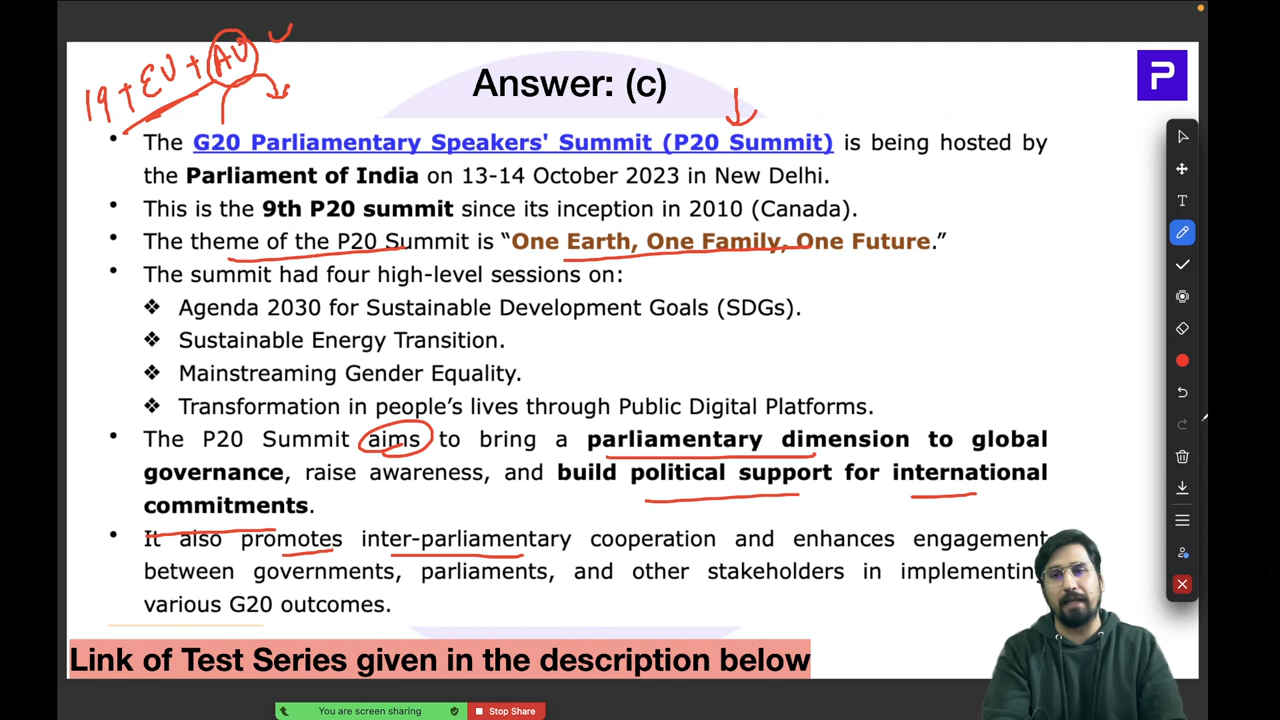 19 + EU + AU
Answer: (c)
P
• The G20 Parliamentary Speakers' Summit (P20 Summit) is being hosted by
the Parliament of India on 13-14 October 2023 in New Delhi.
• This is the 9th P20 summit since its inception in 2010 (Canada).
• The theme of the P20 Summit is “One Earth, One Family, One Future.”
• The summit had four high-level sessions on:
❖ Agenda 2030 for Sustainable Development Goals (SDGs).
❖ Sustainable Energy Transition.
❖ Mainstreaming Gender Equality.
❖ Transformation in people’s lives through Public Digital Platforms.
• The P20 Summit aims to bring a parliamentary dimension to global
governance, raise awareness, and build political support for international
commitments.
• It also promotes inter-parliamentary cooperation and enhances engagement
between governments, parliaments, and other stakeholders in implementing
various G20 outcomes.
Link of Test Series given in the description below
You are screen sharing
Stop Share
T